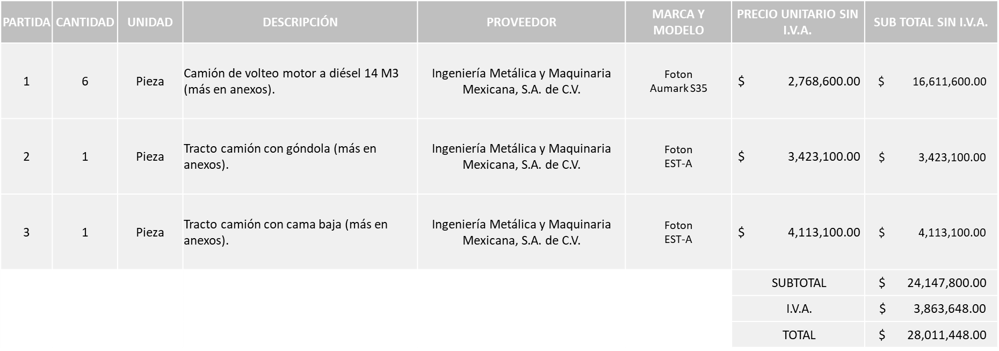 PARTIDA CANTIDAD UNIDAD DESCRIPCIÓN PROVEEDOR MARCA Y MODELO PRECIO UNITARIO SIN I.V.A. SUB TOTAL SIN I.V.A.
1 6 Pieza Camión de volteo motor a diésel 14 M3 (más en anexos). Ingeniería Metálica y Maquinaria Mexicana, S.A. de C.V. Foton Aumark S35 $ 2,768,600.00 $ 16,611,600.00
2 1 Pieza Tracto camión con góndola (más en anexos). Ingeniería Metálica y Maquinaria Mexicana, S.A. de C.V. Foton EST-A $ 3,423,100.00 $ 3,423,100.00
3 1 Pieza Tracto camión con cama baja (más en anexos). Ingeniería Metálica y Maquinaria Mexicana, S.A. de C.V. Foton EST-A $ 4,113,100.00 $ 4,113,100.00
SUBTOTAL $ 24,147,800.00
I.V.A. $ 3,863,648.00
TOTAL $ 28,011,448.00